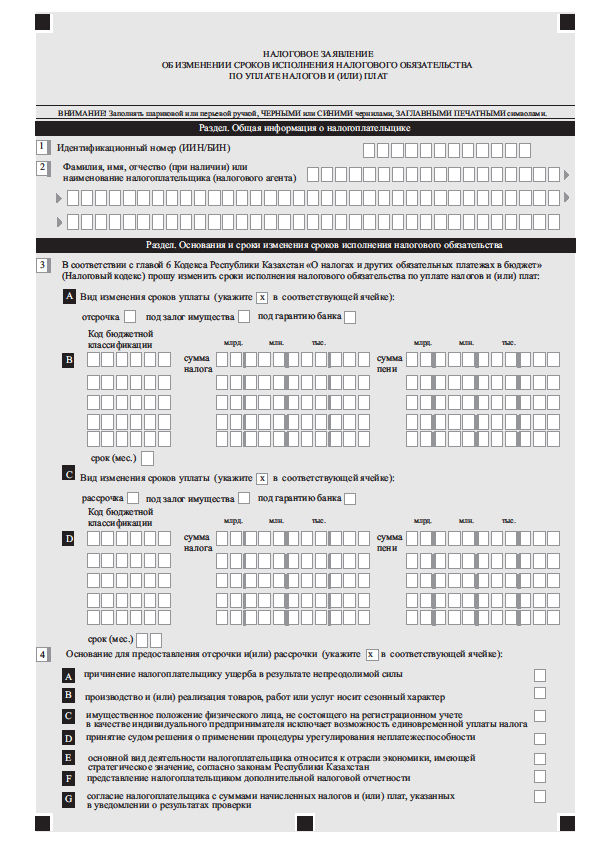 НАЛОГОВОЕ ЗАЯВЛЕНИЕ
ОБ ИЗМЕНЕНИИ СРОКОВ ИСПОЛНЕНИЯ НАЛОГОВОГО ОБЯЗАТЕЛЬСТВА
ПО УПЛАТЕ НАЛОГОВ И (ИЛИ) ПЛАТ
ВНИМАНИЕ! Заполнять шариковой или перьевой ручкой, ЧЕРНЫМИ или СИНИМИ чернилами, ЗАГЛАВНЫМИ ПЕЧАТНЫМИ символами.
Раздел. Общая информация о налогоплательщике
1 Идентификационный номер (ИИН/БИН)
2 Фамилия, имя, отчество (при наличии) или
наименование налогоплательщика (налогового агента)
Раздел. Основания и сроки изменения сроков исполнения налогового обязательства
3 В соответствии с главой 6 Кодекса Республики Казахстан «О налогах и других обязательных платежах в бюджет»
(Налоговый кодекс) прошу изменить сроки исполнения налогового обязательства по уплате налогов и (или) плат:
A Вид изменения сроков уплаты (укажите x в соответствующей ячейке):
отсрочка под залог имущества под гарантию банка
Код бюджетной
классификации млрд. млн. тыс. млрд. млн. тыс.
B сумма налога сумма пени
срок (мес.)
C Вид изменения сроков уплаты (укажите x в соответствующей ячейке):
рассрочка под залог имущества под гарантию банка
Код бюджетной
классификации млрд. млн. тыс. млрд. млн. тыс.
D сумма налога сумма пени
срок (мес.)
4 Основание для предоставления отсрочки и(или) рассрочки (укажите x в соответствующей ячейке):
A причинение налогоплательщику ущерба в результате непреодолимой силы
B производство и (или) реализация товаров, работ или услуг носит сезонный характер
C имущественное положение физического лица, не состоящего на регистрационном учете
в качестве индивидуального предпринимателя исключает возможность единовременной уплаты налога
D принятие судом решения о применении процедуры урегулирования неплатежеспособности
E основной вид деятельности налогоплательщика относится к отрасли экономики, имеющей
стратегическое значение, согласно законам Республики Казахстан
F представление налогоплательщиком дополнительной налоговой отчетности
G согласие налогоплательщика с суммами начисленных налогов и (или) плат, указанных
в уведомлении о результатах проверки